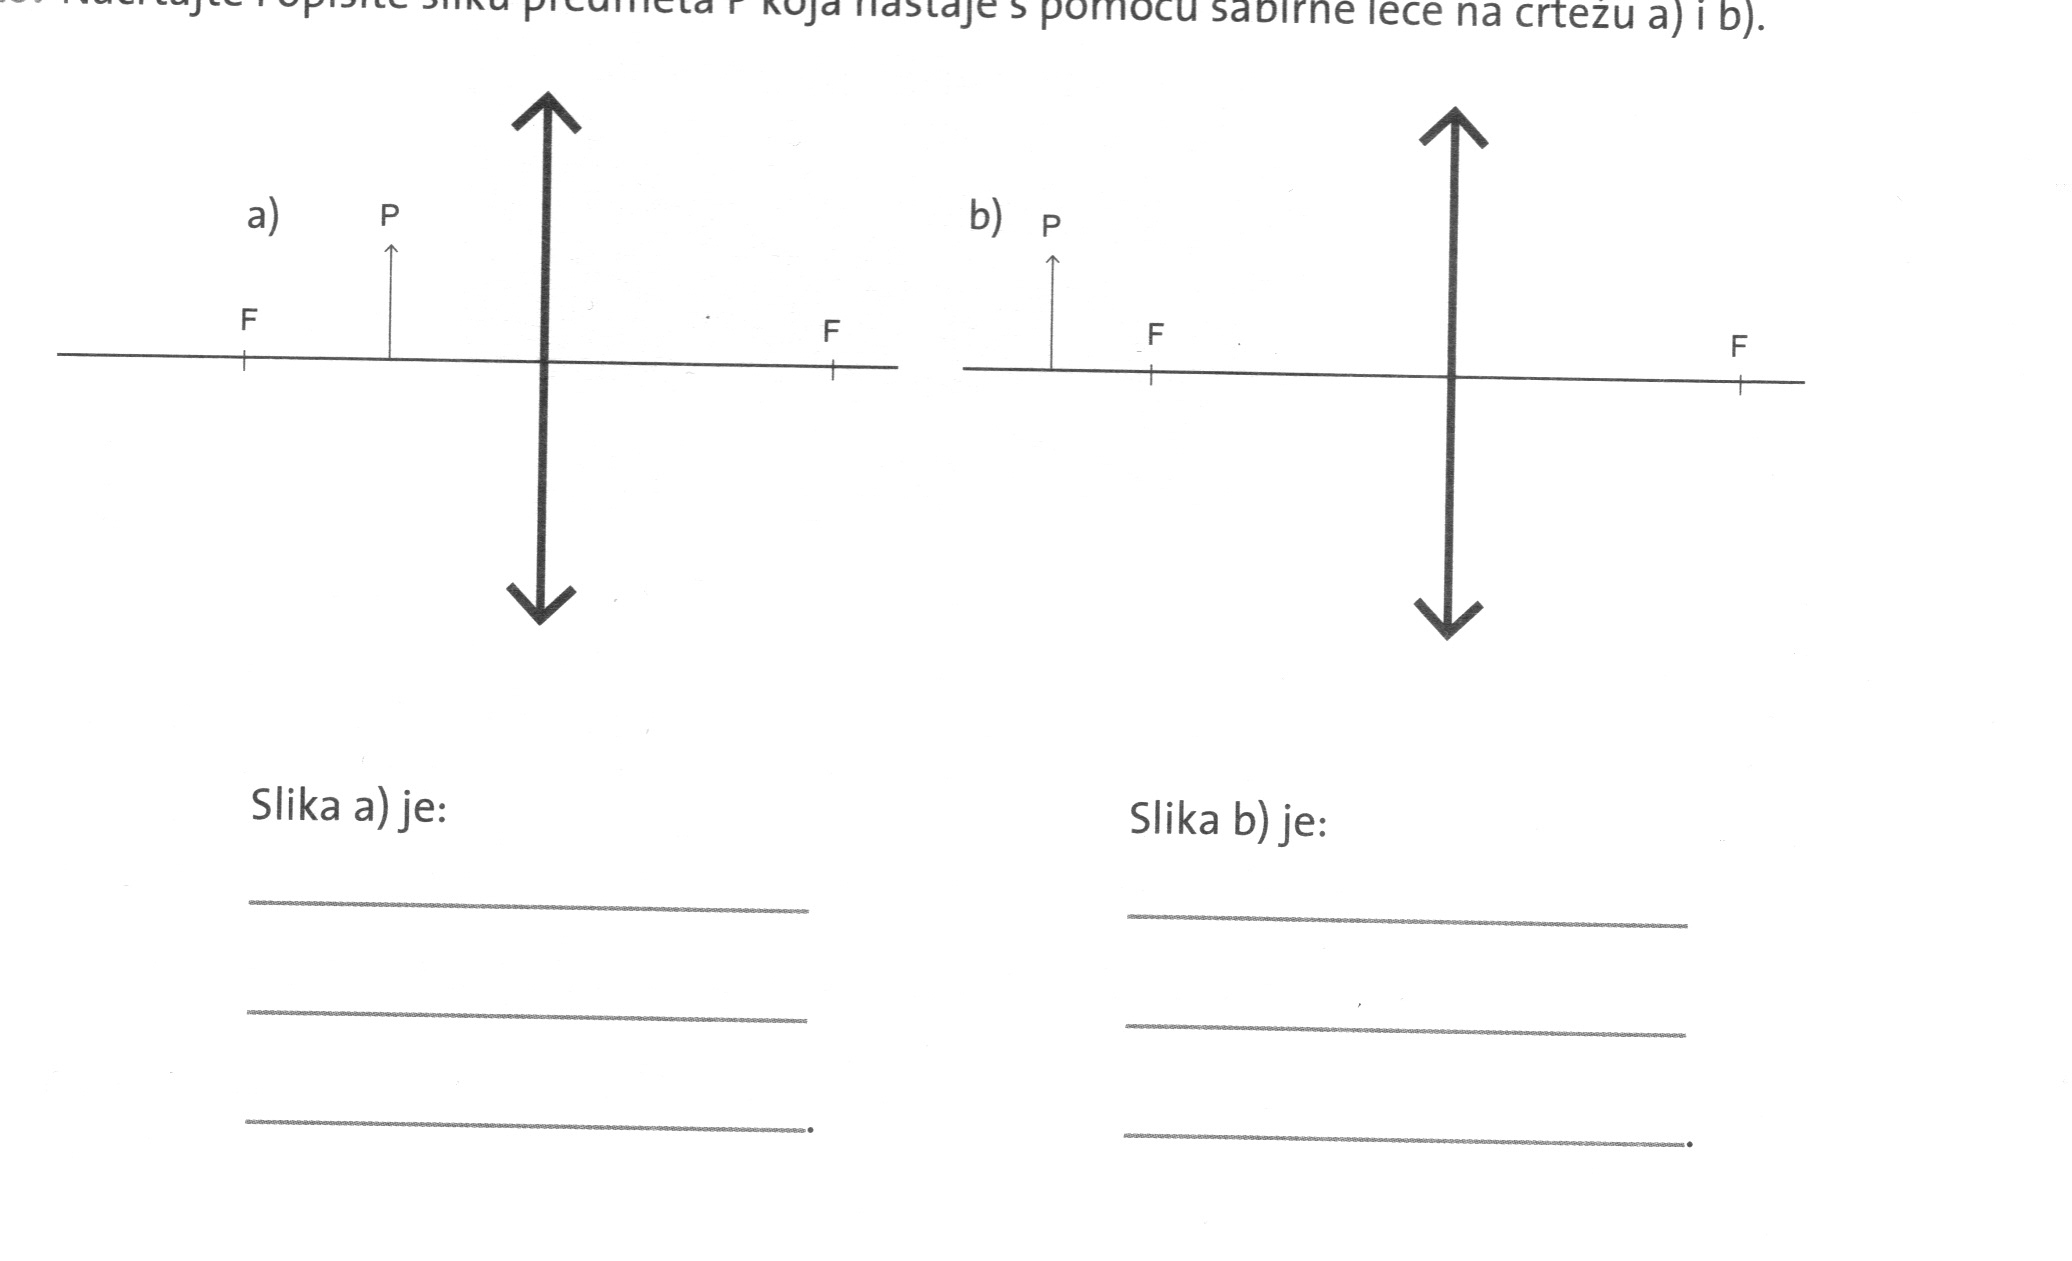 Nacrtajte i opišite sliku predmeta P koja nastaje s pomoću sabirne leće na crtežu a) i b).
a) P
b) P
F
F
F
F
Slika a) je:
Slika b) je:
.
.